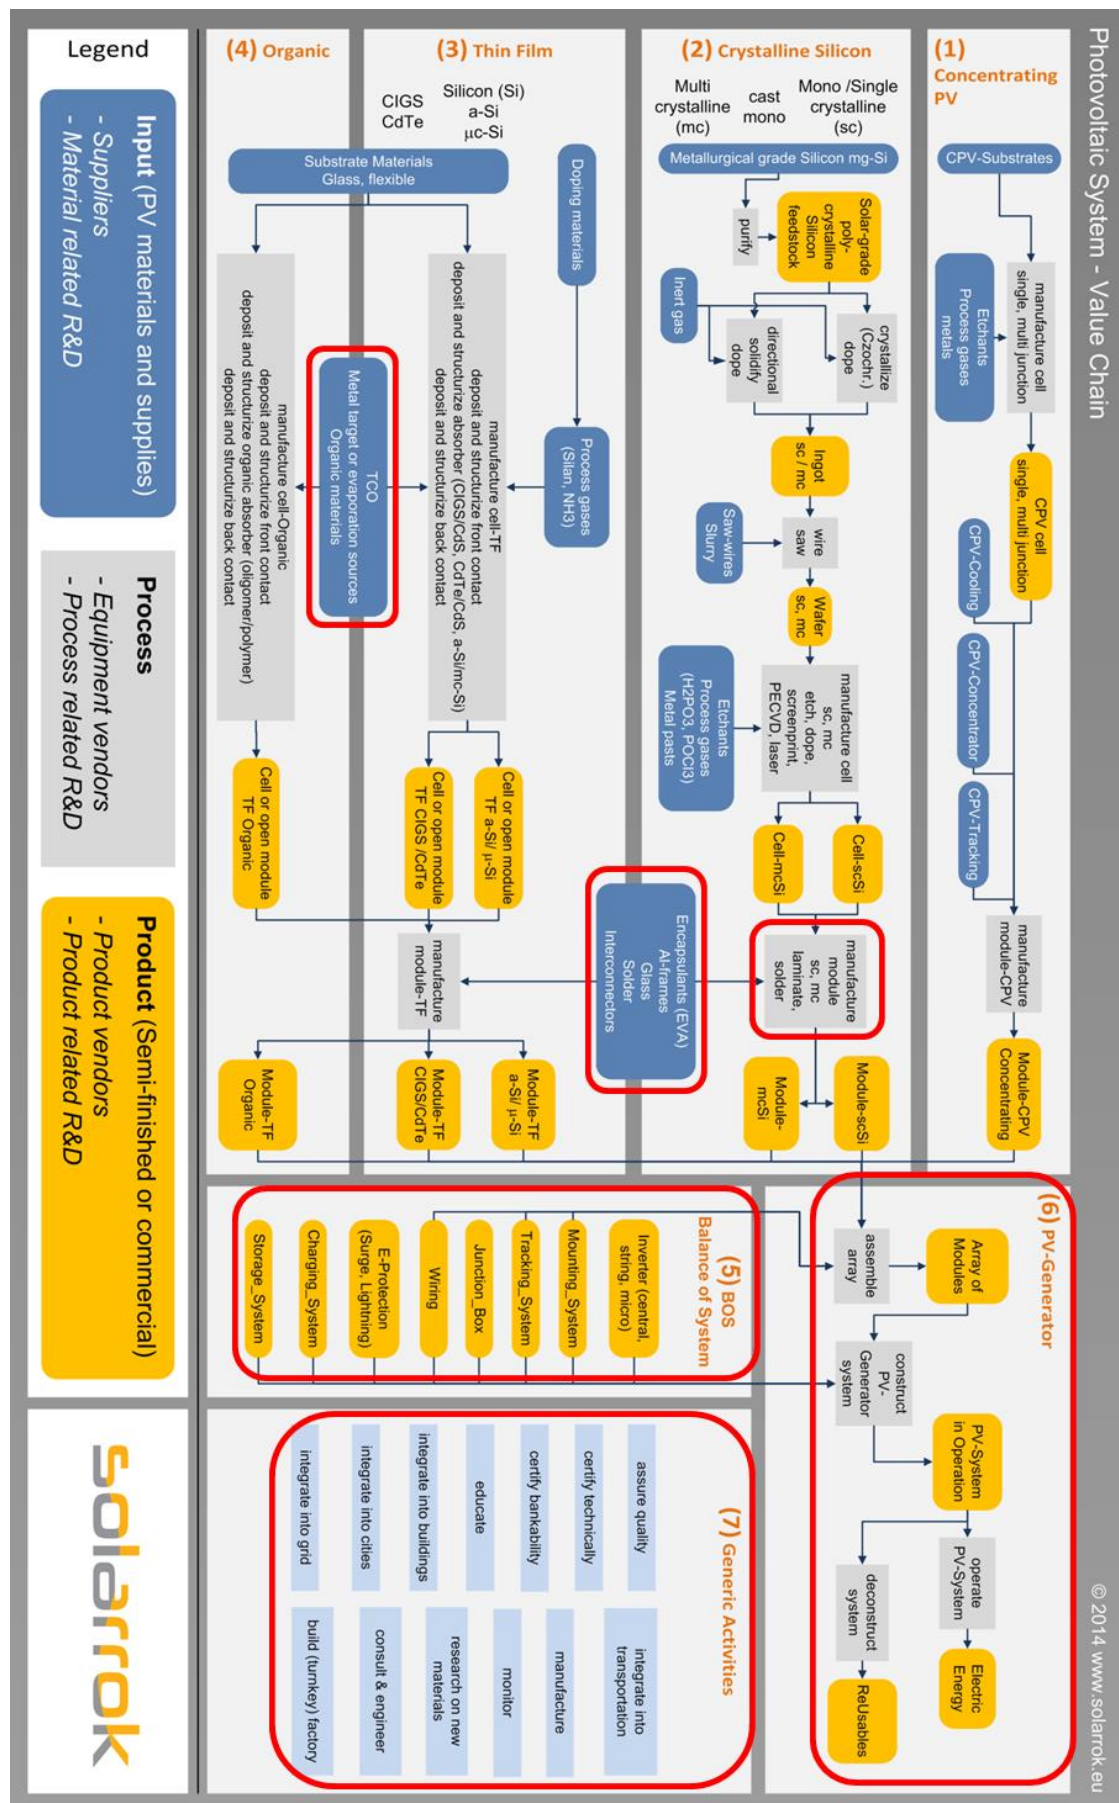 Photovoltaic System - Value Chain
© 2014 www.solarrok.eu
(1)
Concentrating
PV
CPV-Substrates
manufacture cell
single, multi junction
Etchants
Process gases
metals
CPV cell
single, multi junction
CPV-Cooling
CPV-Concentrator
CPV-Tracking
manufacture
module-CPV
Module-CPV
Concentrating
(2) Crystalline Silicon
Multi
crystalline
(mc)
cast
mono
Mono /Single
crystalline
(sc)
Metallurgical grade Silicon mg-Si
purify
Solar-grade
poly-
crystalline
Silicon
feedstock
Inert gas
crystallize
(Czochr.)
dope
directional
solidify
dope
Ingot
sc / mc
wire
saw
Saw-wires
Slurry
Wafer
sc, mc
manufacture cell
sc, mc
etch, dope,
screenprint,
PECVD, laser
Etchants
Process gases
(H2PO3, POCl3)
Metal pasts
Cell-scSi
Cell-mcSi
manufacture
module
sc, mc
laminate,
solder
Encapsulants (EVA)
Al-frames
Glass
Solder
Interconnectors
Module-scSi
Module-
mcSi
(3) Thin Film
CIGS
CdTe
Silicon (Si)
a-Si
µc-Si
Substrate Materials
Glass, flexible
Doping materials
Process gases
(Silan, NH3)
manufacture cell-TF
deposit and structurize front contact
deposit and structurize absorber (CIGS/CdS, CdTe/CdS, a-Si/mc-Si)
deposit and structurize back contact
TCO
Metal target or evaporation sources
Organic materials
Cell or open module
TF a-Si/ µ-Si
Cell or open module
TF CIGS /CdTe
manufacture
module-TF
Module-TF
a-Si/ µ-Si
Module-TF
CIGS/CdTe
(4) Organic
manufacture cell-Organic
deposit and structurize front contact
deposit and structurize organic absorber (oligomer/polymer)
deposit and structurize back contact
Cell or open module
TF Organic
Module-TF
Organic
(5) BOS
Balance of System
Inverter (central,
string, micro)
Mounting_System
Tracking_System
Junction_Box
Wiring
E-Protection
(Surge, Lightning)
Charging_System
Storage_System
(6) PV-Generator
assemble
array
Array of
Modules
construct
PV-
Generator
system
PV-System
in Operation
operate
PV-System
deconstruct
system
Electric
Energy
ReUsables
(7) Generic Activities
assure quality
certify technically
certify bankability
educate
integrate into buildings
integrate into cities
integrate into grid
integrate into
transportation
manufacture
monitor
research on new
materials
consult & engineer
build (turnkey) factory
Legend
Input (PV materials and supplies)
- Suppliers
- Material related R&D
Process
- Equipment vendors
- Process related R&D
Product (Semi-finished or commercial)
- Product vendors
- Product related R&D
solarrok